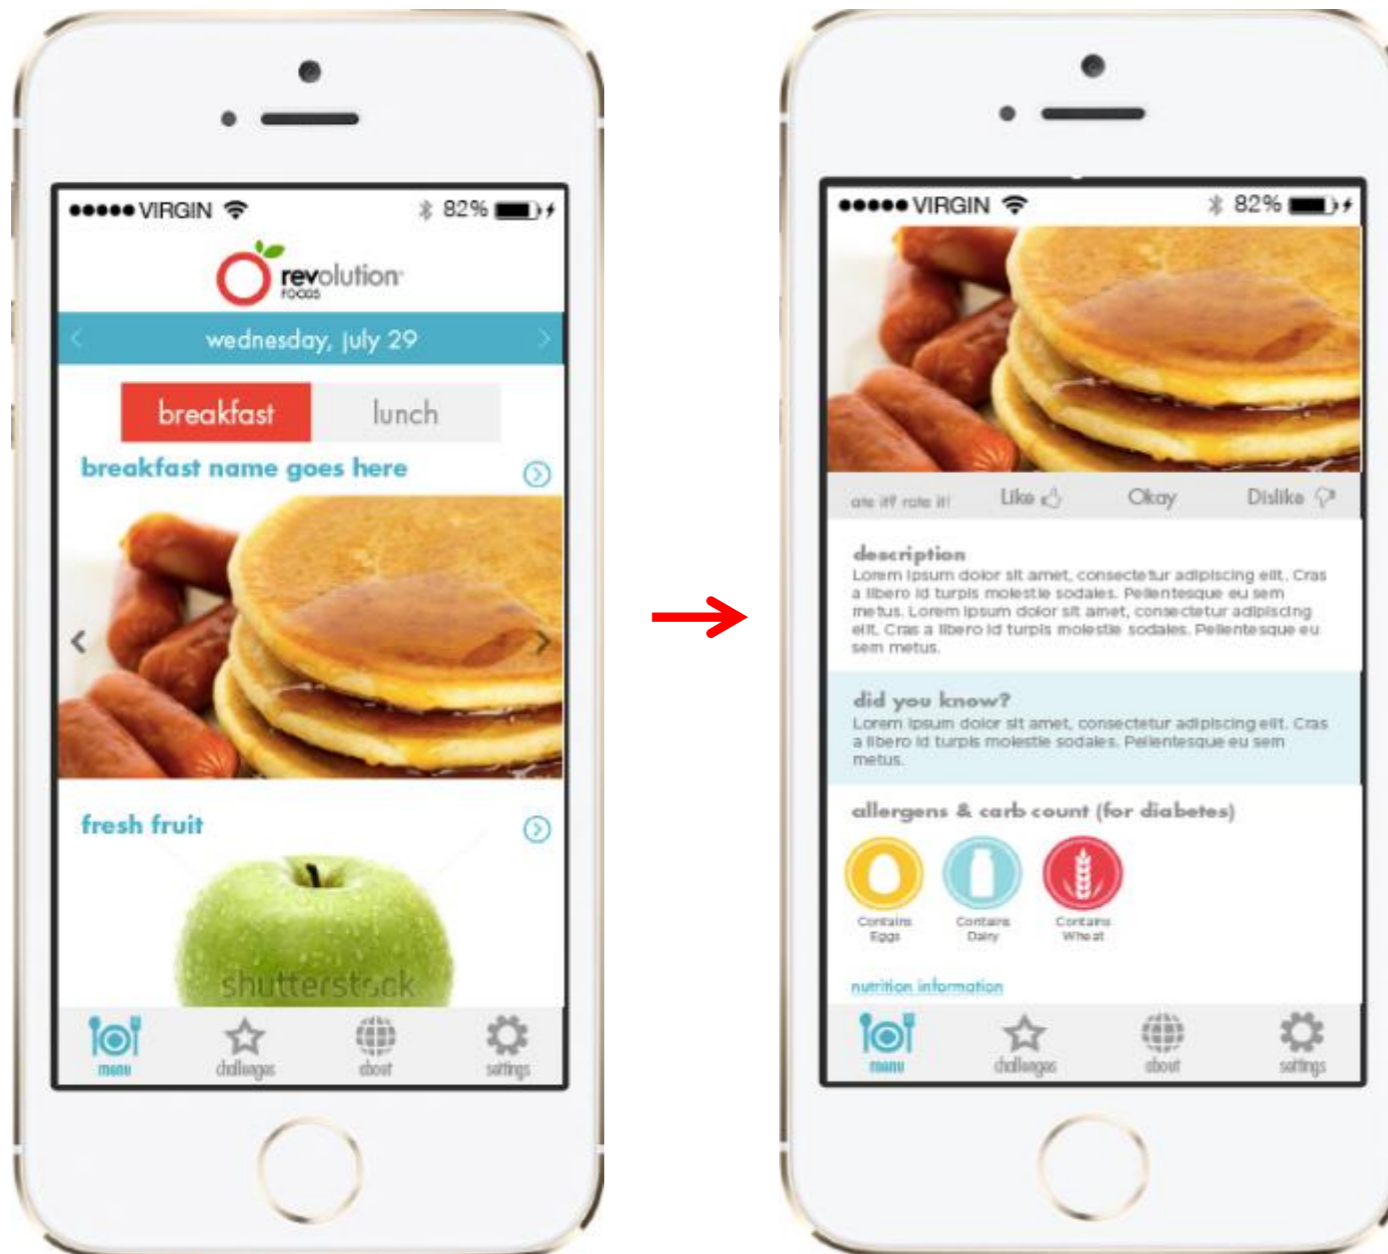 VIRGIN
82%
revolution
FOODS
wednesday, july 29
breakfast
lunch
breakfast name goes here
fresh fruit
shutterstock
menu
challenges
about
settings
VIRGIN
82%
ate it? rate it!
Like
Okay
Dislike
description
Lorem ipsum dolor sit amet, consectetur adipiscing elit. Cras
a libero id turpis molestie sodales. Pellentesque eu sem
metus. Lorem ipsum dolor sit amet, consectetur adipiscing
elit. Cras a libero id turpis molestie sodales. Pellentesque eu
sem metus.
did you know?
Lorem ipsum dolor sit amet, consectetur adipiscing elit. Cras
a libero id turpis molestie sodales. Pellentesque eu sem
metus.
allergens & carb count (for diabetes)
Contains
Eggs
Contains
Dairy
Contains
Wheat
nutrition information
menu
challenges
about
settings